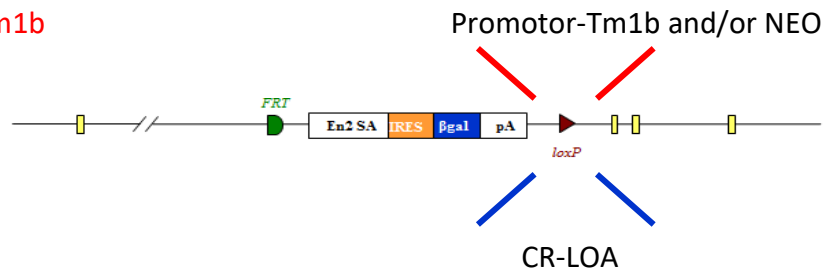 m1b
Promotor-Tm1b and/or NEO
FRT
En2 SA IRES βgal pA
loxP
CR-LOA